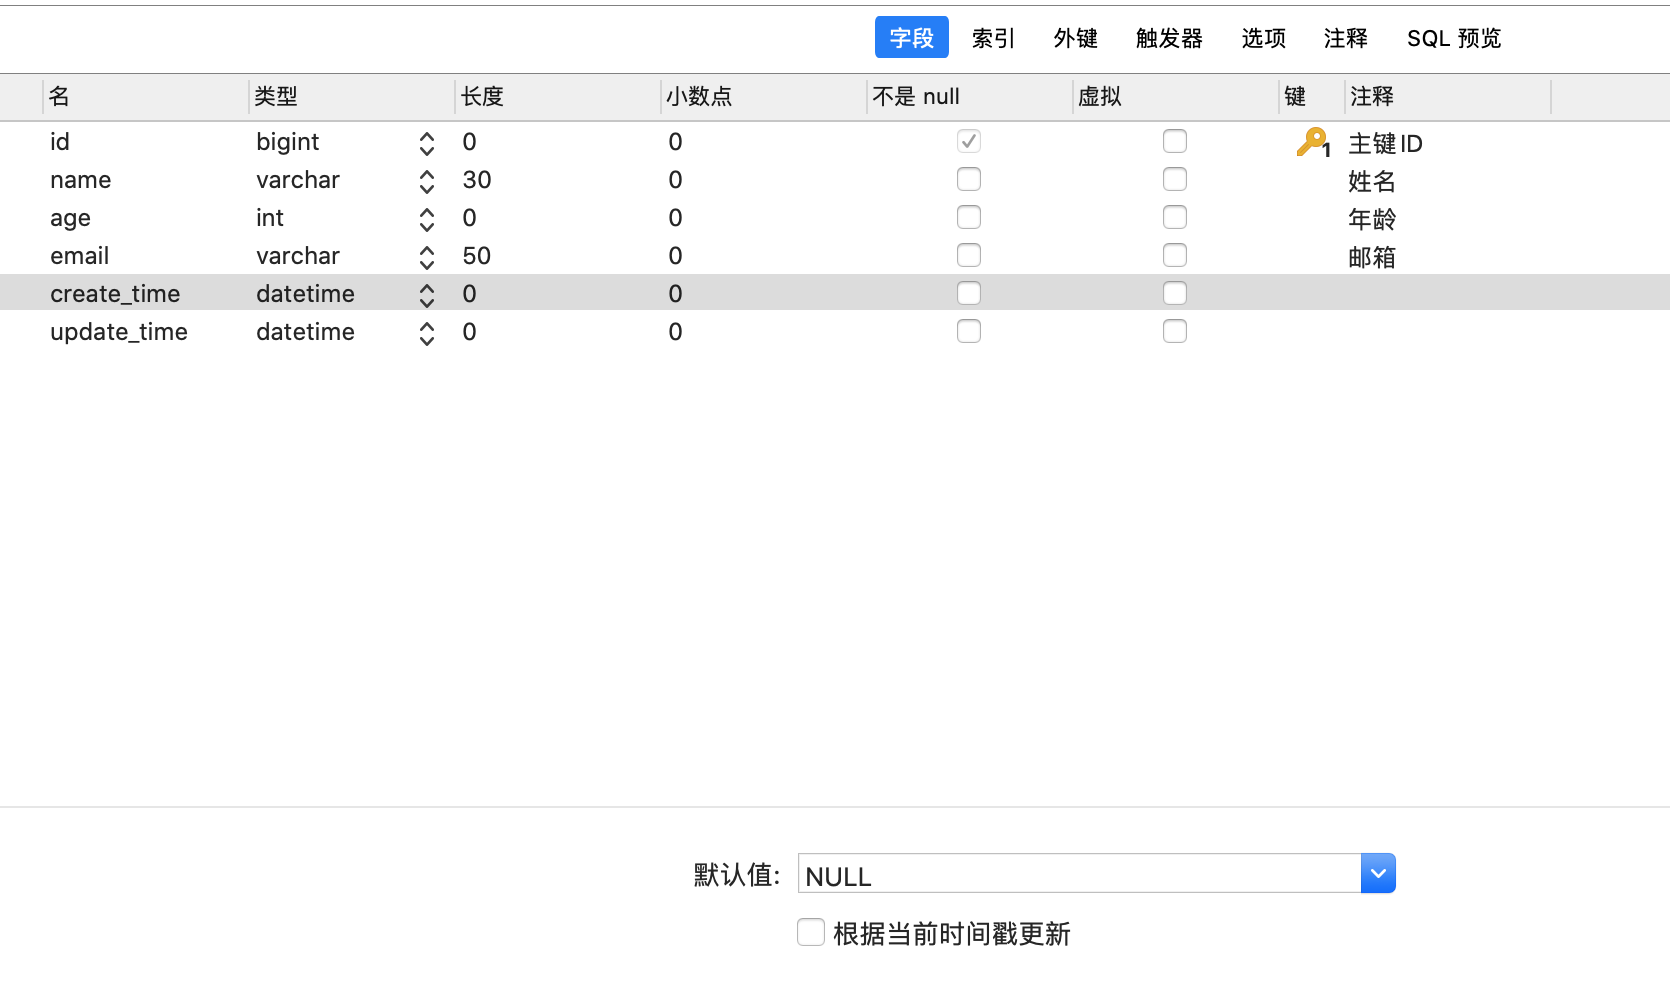 字段 索引 外键 触发器 选项 注释 SQL 预览
名 类型 长度 小数点 不是 null 虚拟 键 注释
id bigint 0 0 1 主键ID
name varchar 30 0 姓名
age int 0 0 年龄
email varchar 50 0 邮箱
create_time datetime 0 0
update_time datetime 0 0
默认值: NULL
根据当前时间戳更新